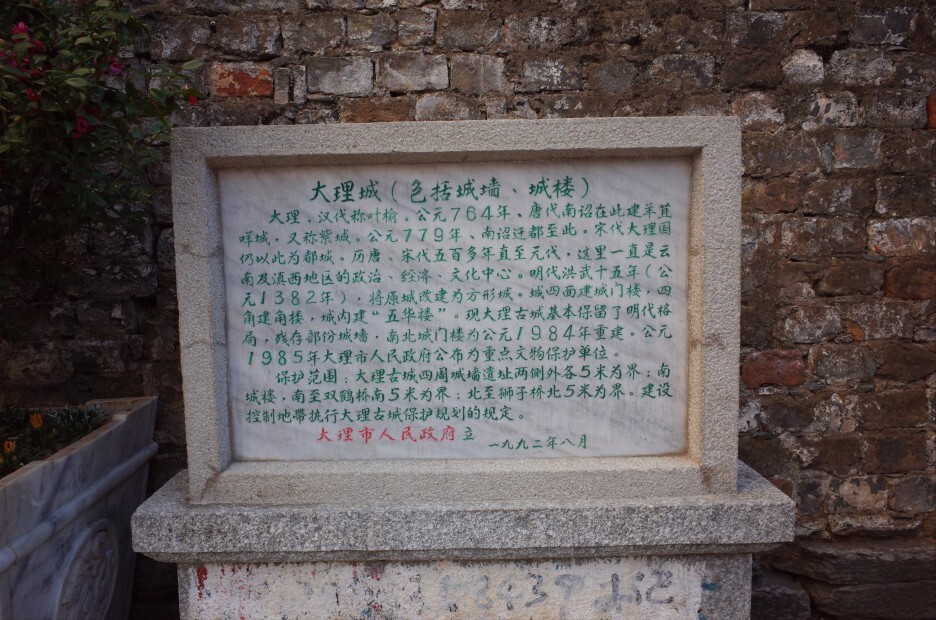 大理城（包括城墙、城楼）
大理，汉代称叶榆。公元764年，唐代南诏在此建羊苴
咩城，又称紫城。公元779年、南诏迁都至此。宋代大理国
仍以此为都城。历唐、宋代五百多年直至元代，这里一直是云
南及滇西地区的政治、经济、文化中心。明代洪武十五年（公
元1382年），将原城改建为方形城。城四面建城门楼，四
角建角楼，城内建“五华楼”。现大理古城基本保留了明代格
局，残存部份城墙，南北城门楼为公元1984年重建。公元
1985年大理市人民政府公布为重点文物保护单位。
保护范围：大理古城四周城墙遗址两侧外各5米为界；南
城楼，南至双鹤桥南5米为界；北至狮子桥北5米为界。建设
控制地带执行大理古城保护规划的规定。
大理市人民政府立 一九九二年八月